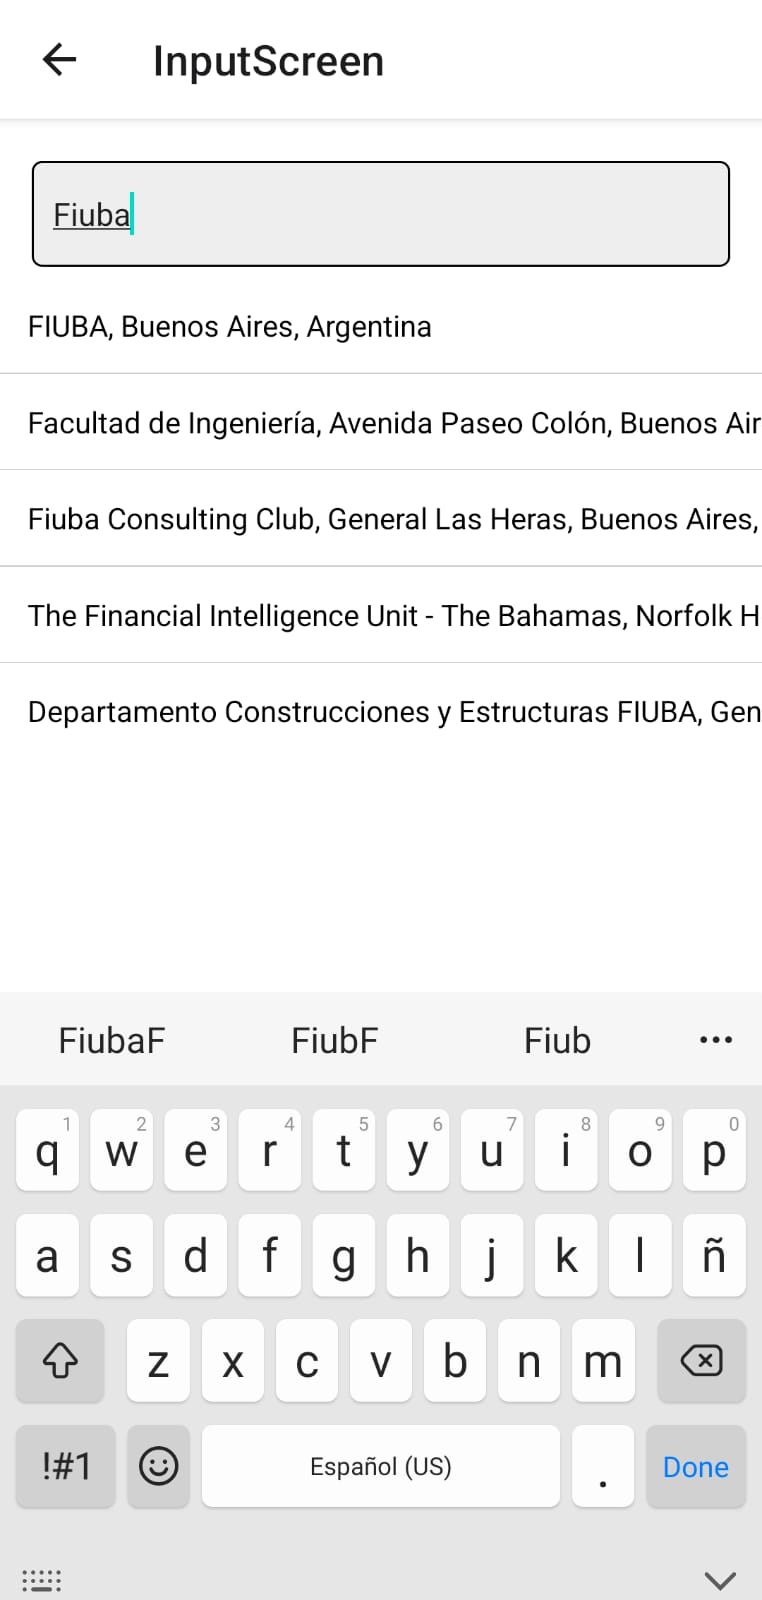 InputScreen
Fiuba
FIUBA, Buenos Aires, Argentina
Facultad de Ingeniería, Avenida Paseo Colón, Buenos Air
Fiuba Consulting Club, General Las Heras, Buenos Aires,
The Financial Intelligence Unit - The Bahamas, Norfolk H
Departamento Construcciones y Estructuras FIUBA, Gen
FiubaF FiubF Fiub
1 2 3 4 5 6 7 8 9 0
q w e r t y u i o p
a s d f g h j k l ñ
z x c v b n m
!#1 Español (US) . Done